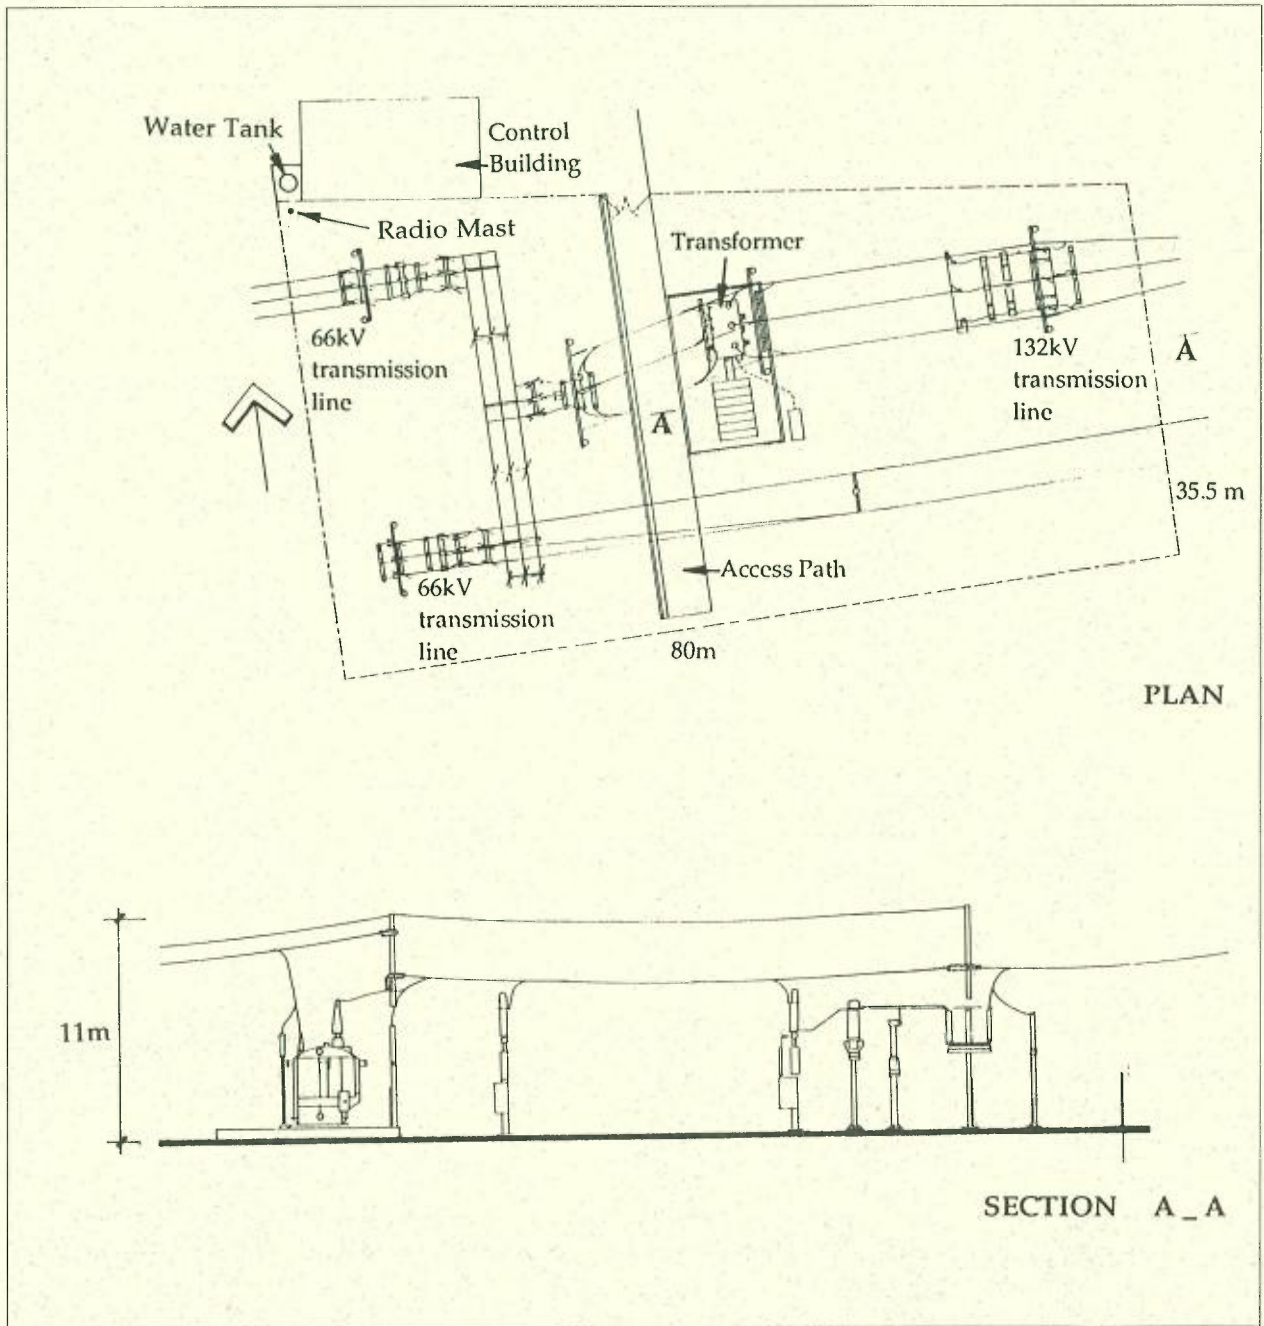 Water Tank
Control
Building
Radio Mast
Transformer
66kV
transmission
line
132kV
transmission
line
A
A
35.5 m
Access Path
66kV
transmission
line
80m
PLAN
11m
SECTION A _ A